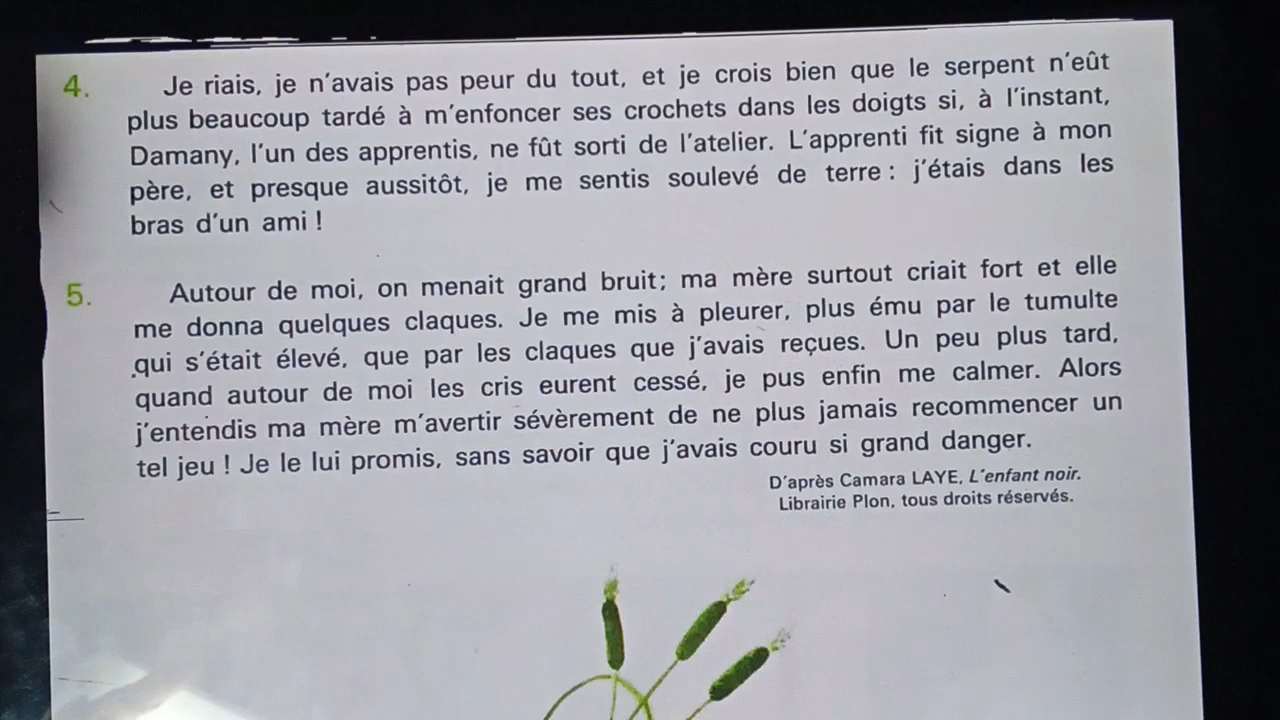 4. Je riais, je n'avais pas peur du tout, et je crois bien que le serpent n'eût
plus beaucoup tardé à m'enfoncer ses crochets dans les doigts si, à l'instant,
Damany, l'un des apprentis, ne fût sorti de l'atelier. L'apprenti fit signe à mon
père, et presque aussitôt, je me sentis soulevé de terre : j'étais dans les
bras d'un ami !
5. Autour de moi, on menait grand bruit; ma mère surtout criait fort et elle
me donna quelques claques. Je me mis à pleurer, plus ému par le tumulte
qui s'était élevé, que par les claques que j'avais reçues. Un peu plus tard,
quand autour de moi les cris eurent cessé, je pus enfin me calmer. Alors
j'entendis ma mère m'avertir sévèrement de ne plus jamais recommencer un
tel jeu ! Je le lui promis, sans savoir que j'avais couru si grand danger.
D'après Camara LAYE, L'enfant noir.
Librairie Plon, tous droits réservés.